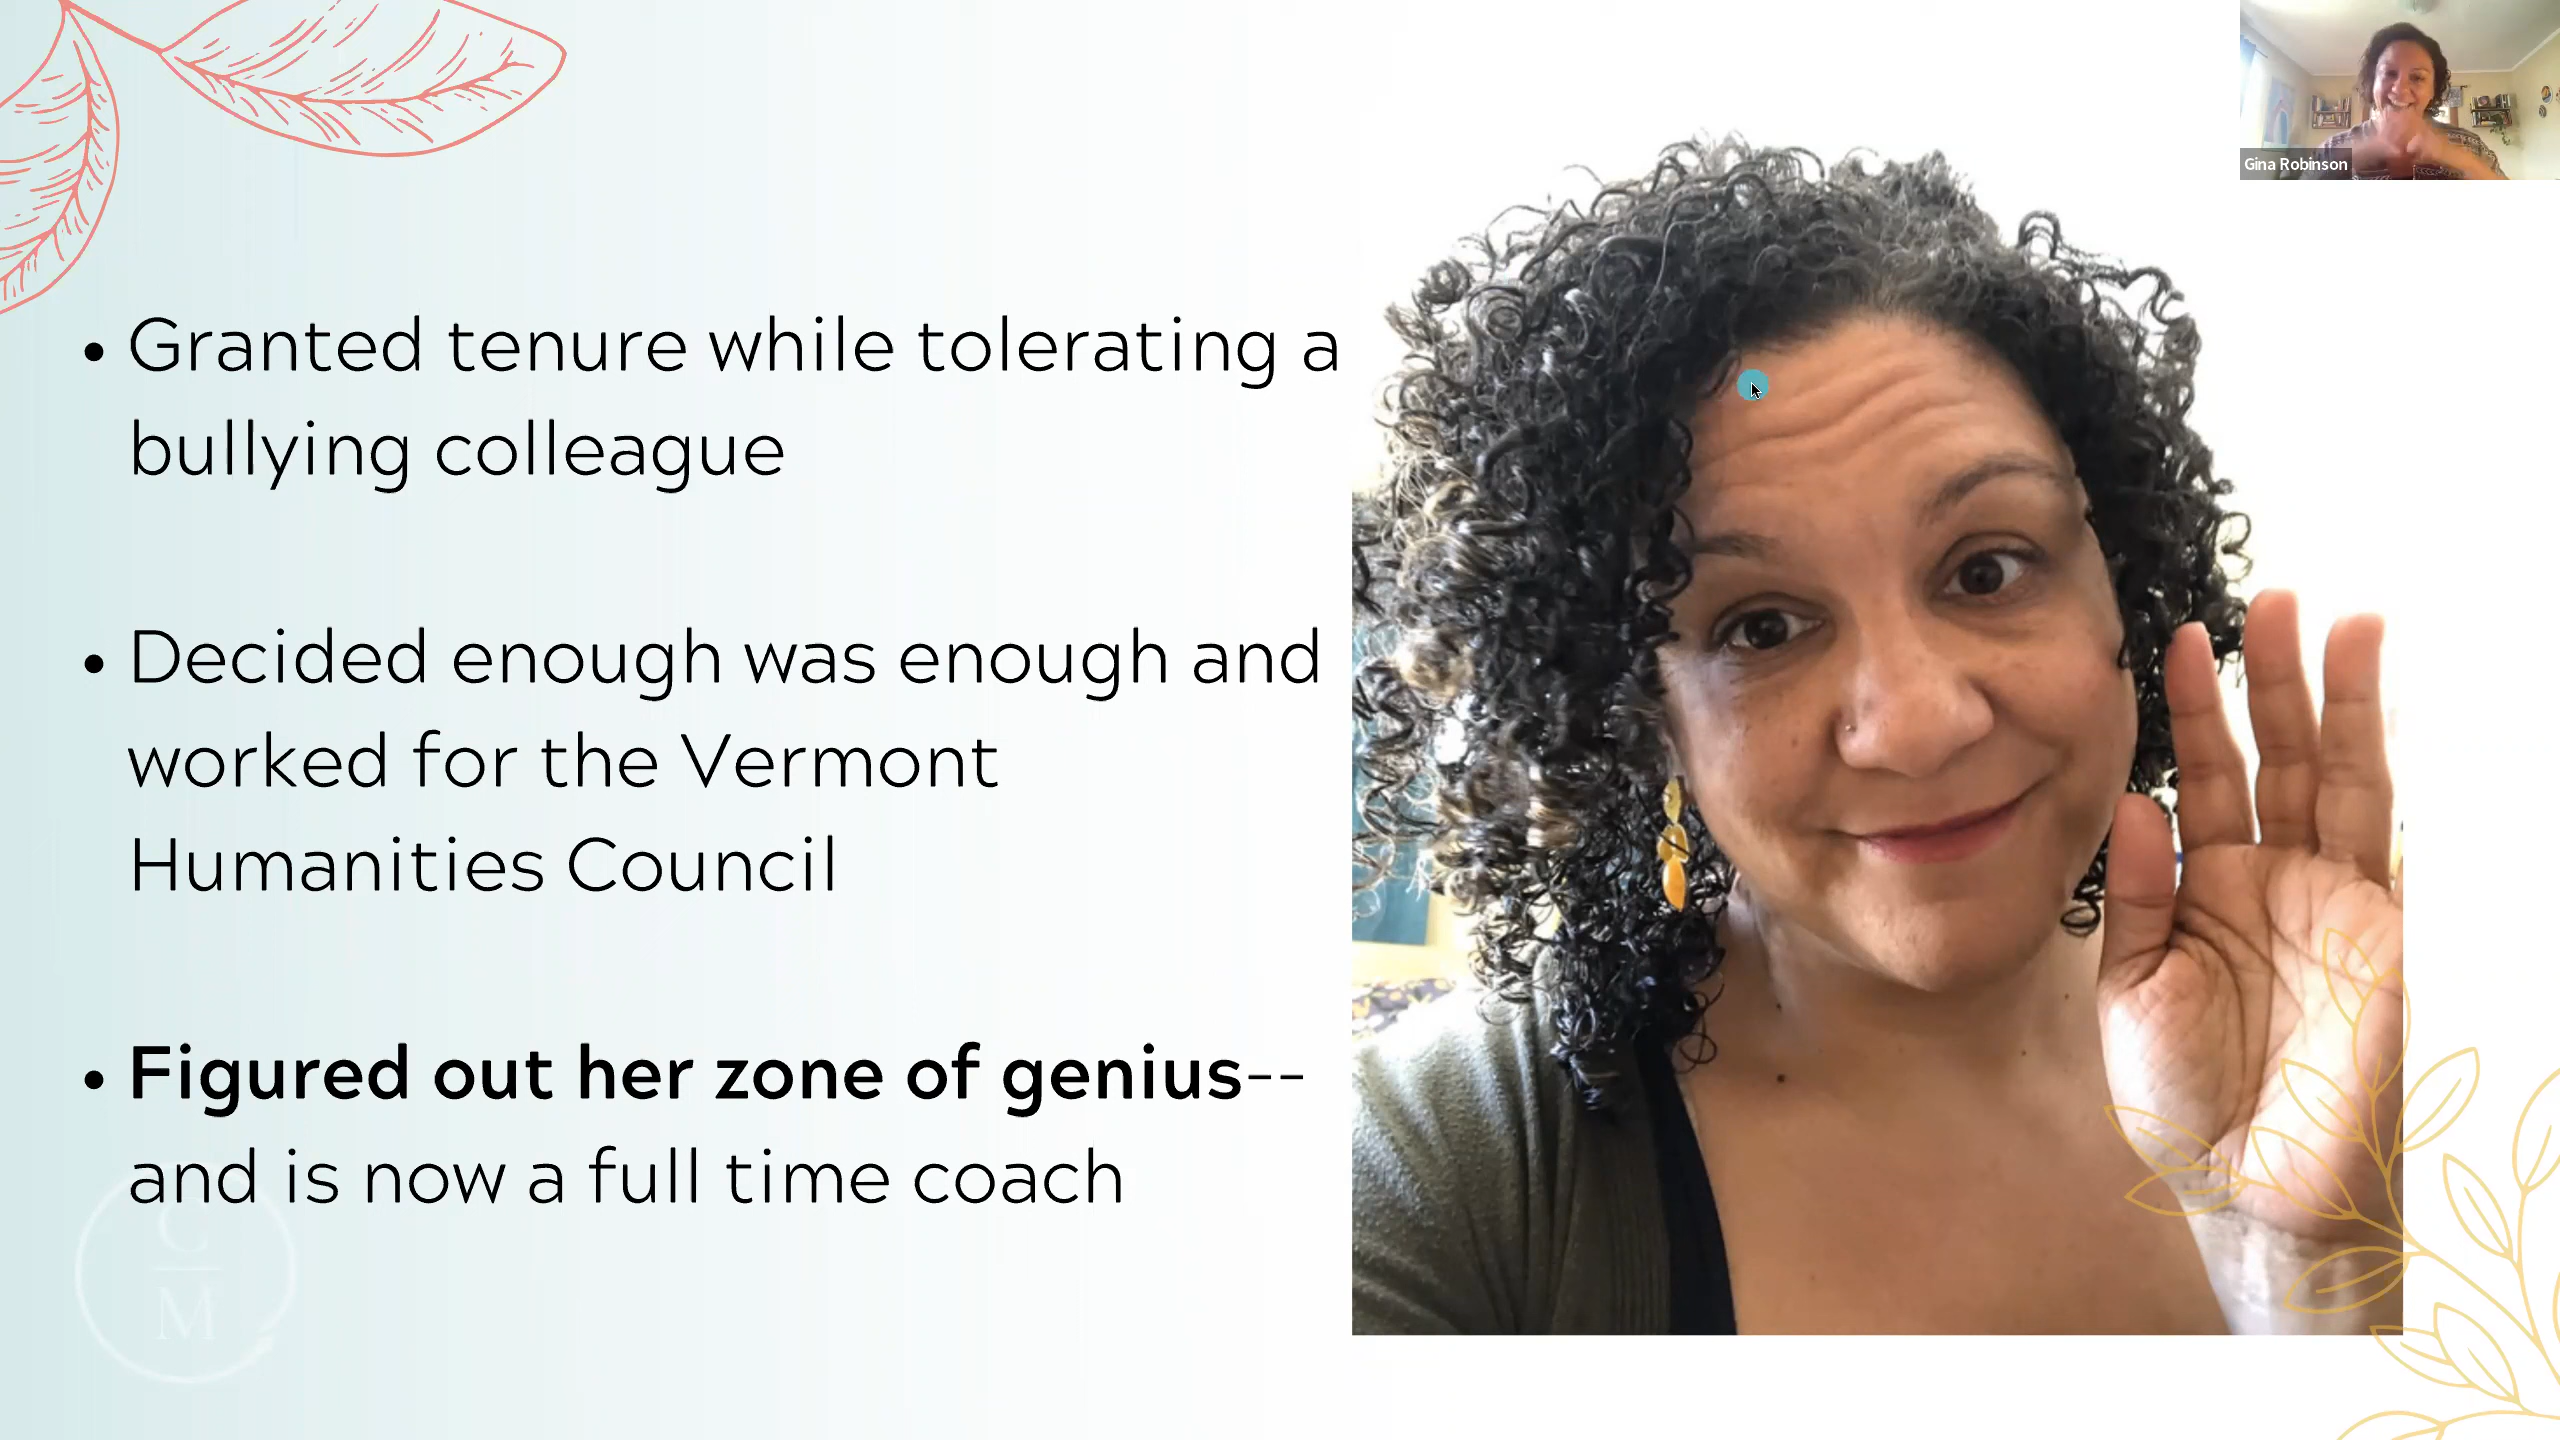 Gina Robinson
• Granted tenure while tolerating a
bullying colleague
• Decided enough was enough and
worked for the Vermont
Humanities Council
• Figured out her zone of genius--
and is now a full time coach
C
M